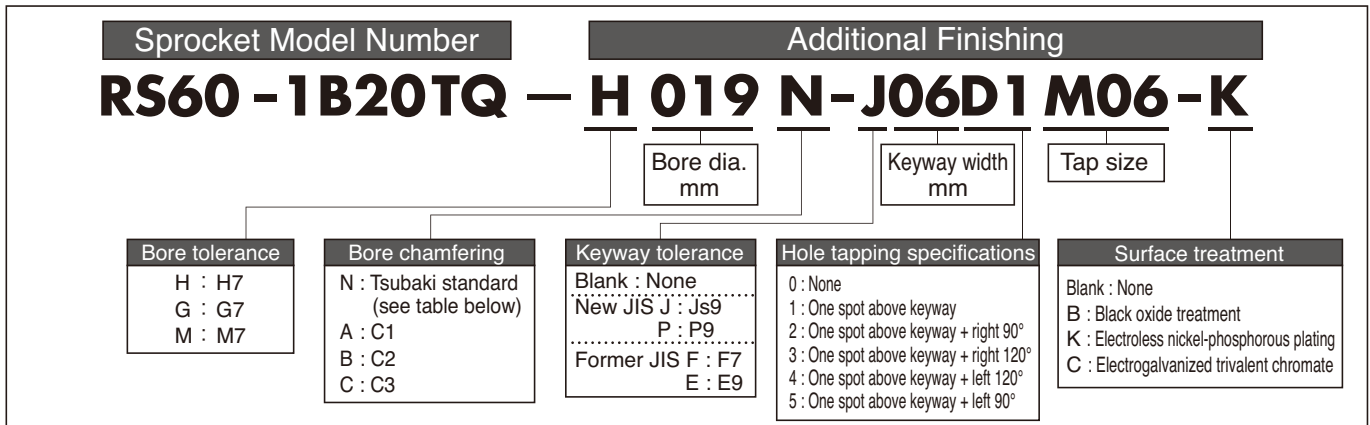 Sprocket Model Number
Additional Finishing
RS60-1B20TQ — H 019 N-J06D1 M06-K
Bore dia.
mm
Keyway width
mm
Tap size
Bore tolerance
H : H7
G : G7
M : M7
Bore chamfering
N : Tsubaki standard
(see table below)
A : C1
B : C2
C : C3
Keyway tolerance
Blank : None
New JIS J : Js9
P : P9
Former JIS F : F7
E : E9
Hole tapping specifications
0 : None
1 : One spot above keyway
2 : One spot above keyway + right 90°
3 : One spot above keyway + right 120°
4 : One spot above keyway + left 120°
5 : One spot above keyway + left 90°
Surface treatment
Blank : None
B : Black oxide treatment
K : Electroless nickel-phosphorous plating
C : Electrogalvanized trivalent chromate